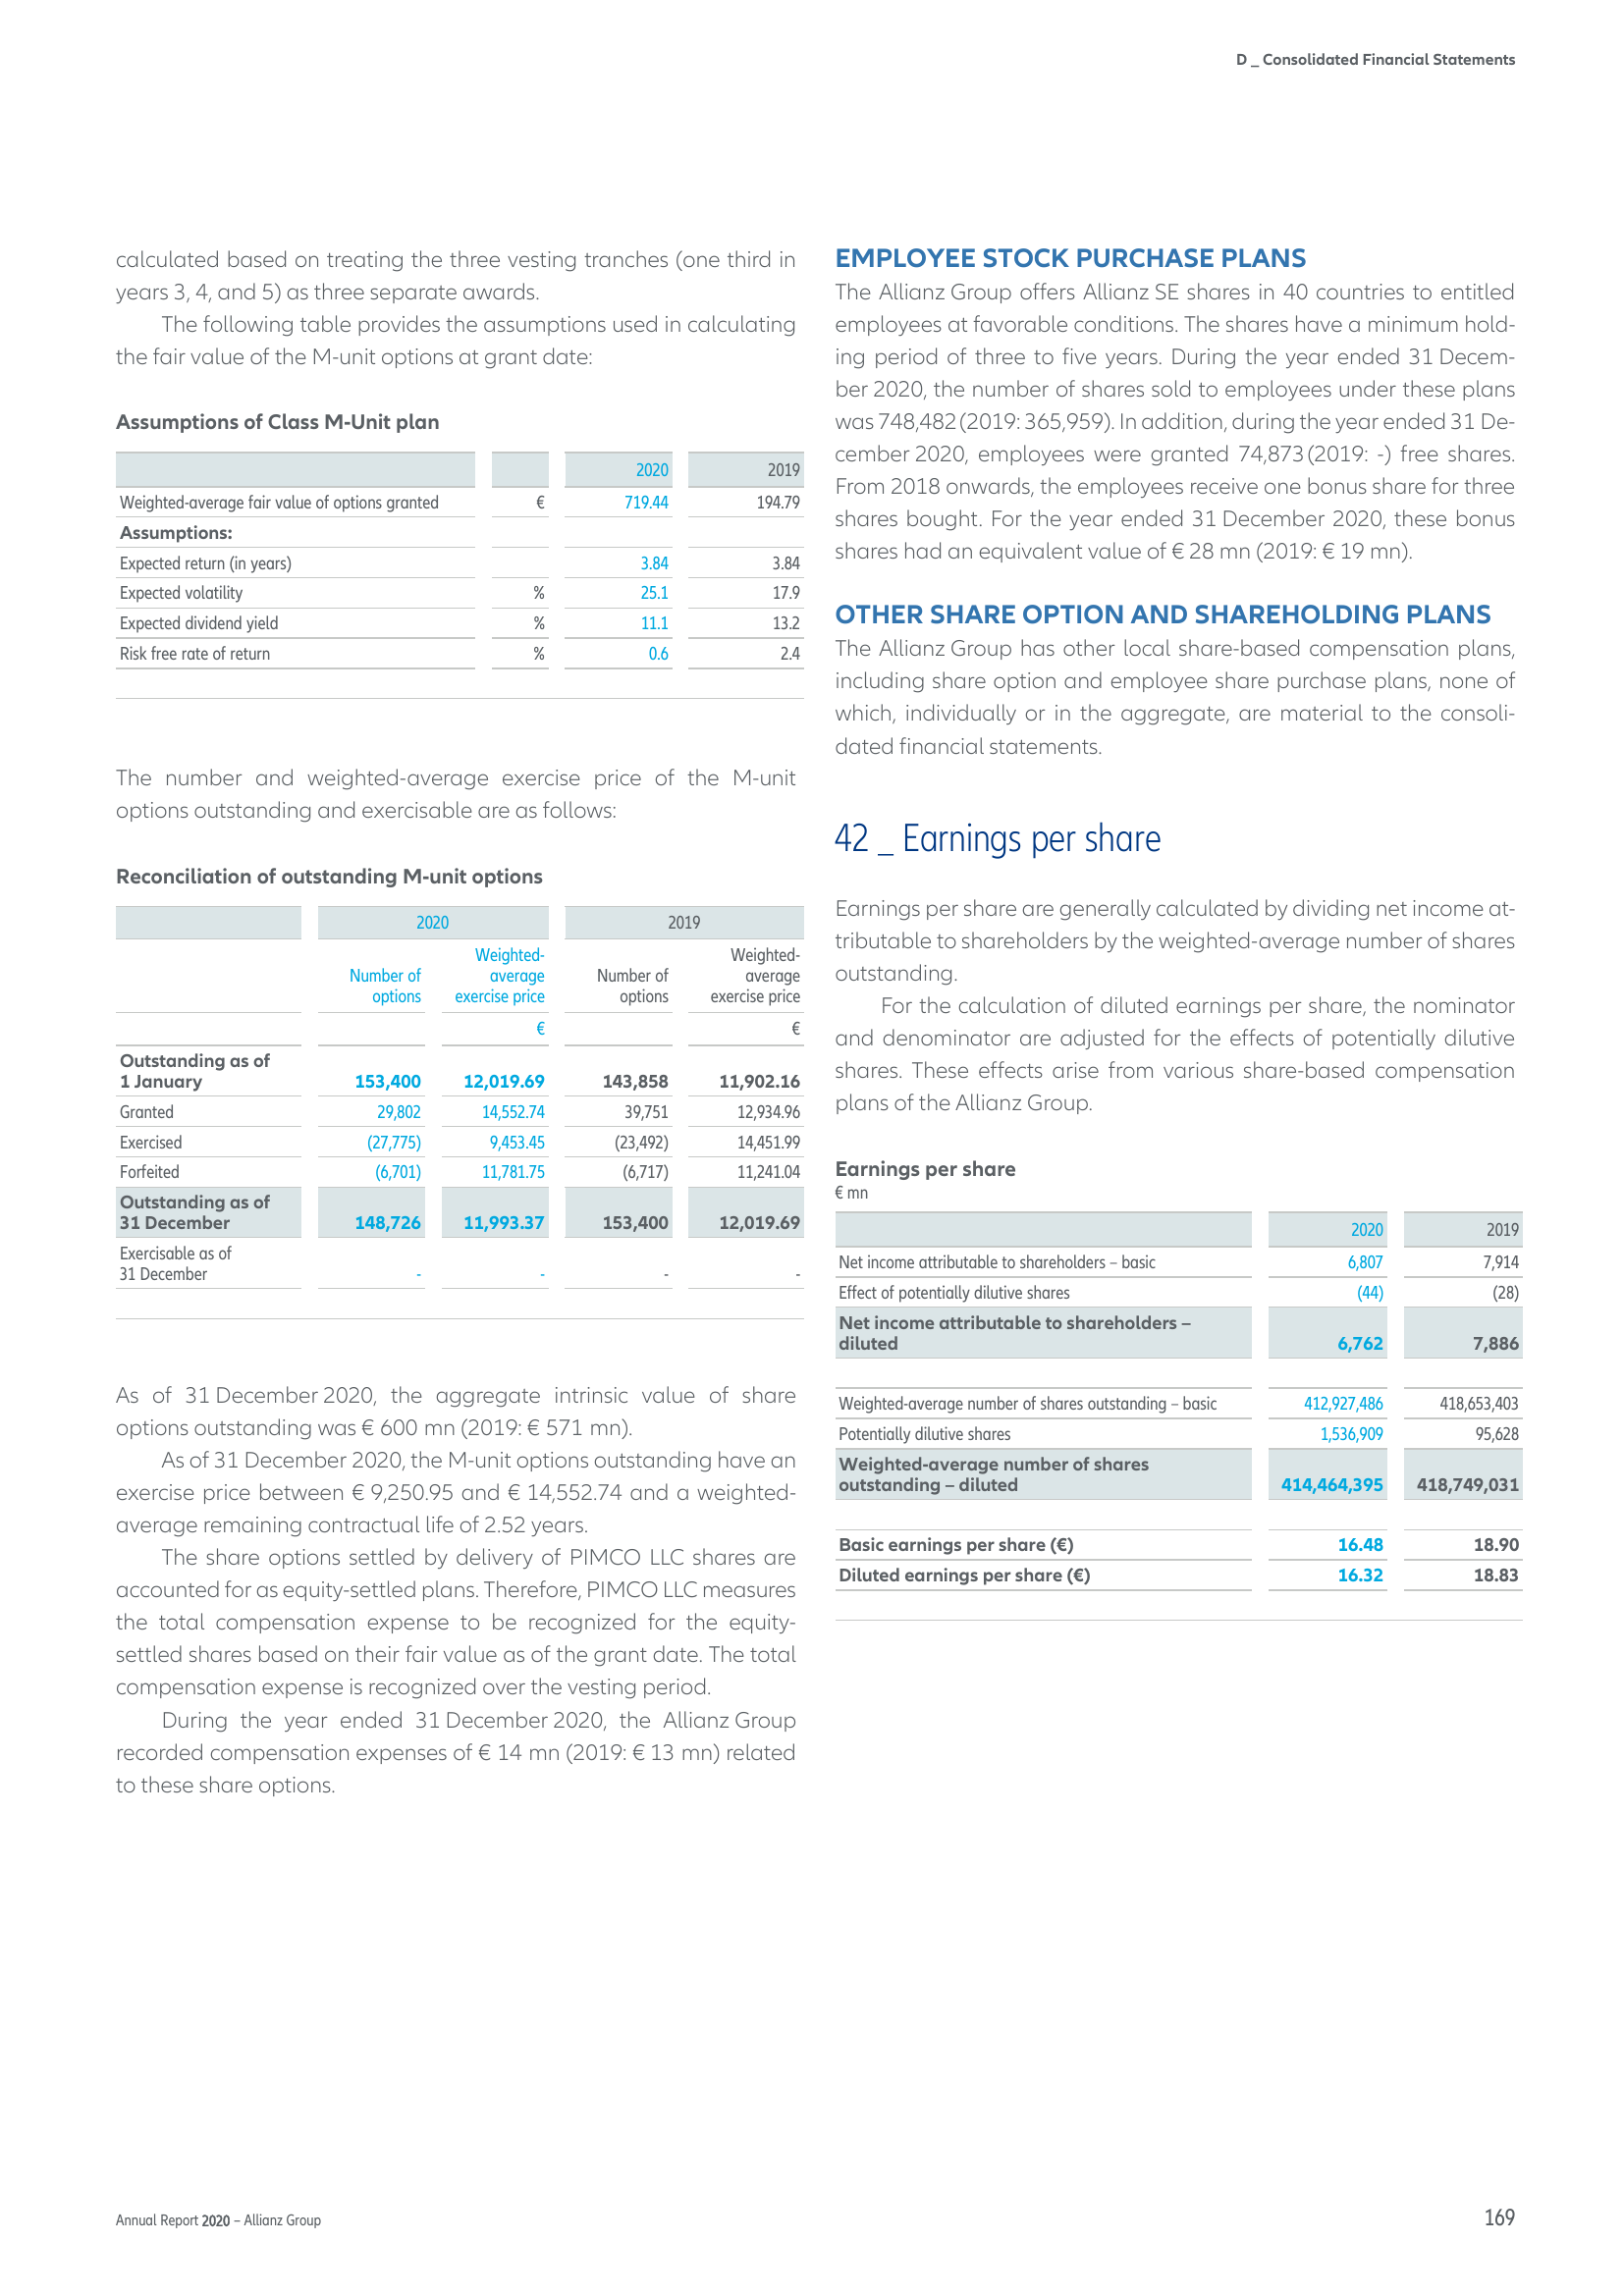 D _ Consolidated Financial Statements
calculated based on treating the three vesting tranches (one third in
years 3, 4, and 5) as three separate awards.
The following table provides the assumptions used in calculating
the fair value of the M-unit options at grant date:
Assumptions of Class M-Unit plan
2020 2019
Weighted-average fair value of options granted € 719.44 194.79
Assumptions:
Expected return (in years) 3.84 3.84
Expected volatility % 25.1 17.9
Expected dividend yield % 11.1 13.2
Risk free rate of return % 0.6 2.4
The number and weighted-average exercise price of the M-unit
options outstanding and exercisable are as follows:
Reconciliation of outstanding M-unit options
2020 2019
Weighted- Weighted-
Number of average Number of average
options exercise price options exercise price
€ €
Outstanding as of
1 January 153,400 12,019.69 143,858 11,902.16
Granted 29,802 14,552.74 39,751 12,934.96
Exercised (27,775) 9,453.45 (23,492) 14,451.99
Forfeited (6,701) 11,781.75 (6,717) 11,241.04
Outstanding as of
31 December 148,726 11,993.37 153,400 12,019.69
Exercisable as of
31 December - - - -
As of 31 December 2020, the aggregate intrinsic value of share
options outstanding was € 600 mn (2019: € 571 mn).
As of 31 December 2020, the M-unit options outstanding have an
exercise price between € 9,250.95 and € 14,552.74 and a weighted-
average remaining contractual life of 2.52 years.
The share options settled by delivery of PIMCO LLC shares are
accounted for as equity-settled plans. Therefore, PIMCO LLC measures
the total compensation expense to be recognized for the equity-
settled shares based on their fair value as of the grant date. The total
compensation expense is recognized over the vesting period.
During the year ended 31 December 2020, the Allianz Group
recorded compensation expenses of € 14 mn (2019: € 13 mn) related
to these share options.
EMPLOYEE STOCK PURCHASE PLANS
The Allianz Group offers Allianz SE shares in 40 countries to entitled
employees at favorable conditions. The shares have a minimum hold-
ing period of three to five years. During the year ended 31 Decem-
ber 2020, the number of shares sold to employees under these plans
was 748,482 (2019: 365,959). In addition, during the year ended 31 De-
cember 2020, employees were granted 74,873 (2019: -) free shares.
From 2018 onwards, the employees receive one bonus share for three
shares bought. For the year ended 31 December 2020, these bonus
shares had an equivalent value of € 28 mn (2019: € 19 mn).
OTHER SHARE OPTION AND SHAREHOLDING PLANS
The Allianz Group has other local share-based compensation plans,
including share option and employee share purchase plans, none of
which, individually or in the aggregate, are material to the consoli-
dated financial statements.
42 _ Earnings per share
Earnings per share are generally calculated by dividing net income at-
tributable to shareholders by the weighted-average number of shares
outstanding.
For the calculation of diluted earnings per share, the nominator
and denominator are adjusted for the effects of potentially dilutive
shares. These effects arise from various share-based compensation
plans of the Allianz Group.
Earnings per share
€ mn
2020 2019
Net income attributable to shareholders – basic 6,807 7,914
Effect of potentially dilutive shares (44) (28)
Net income attributable to shareholders –
diluted 6,762 7,886
Weighted-average number of shares outstanding – basic 412,927,486 418,653,403
Potentially dilutive shares 1,536,909 95,628
Weighted-average number of shares
outstanding – diluted 414,464,395 418,749,031
Basic earnings per share (€) 16.48 18.90
Diluted earnings per share (€) 16.32 18.83
Annual Report 2020 – Allianz Group
169